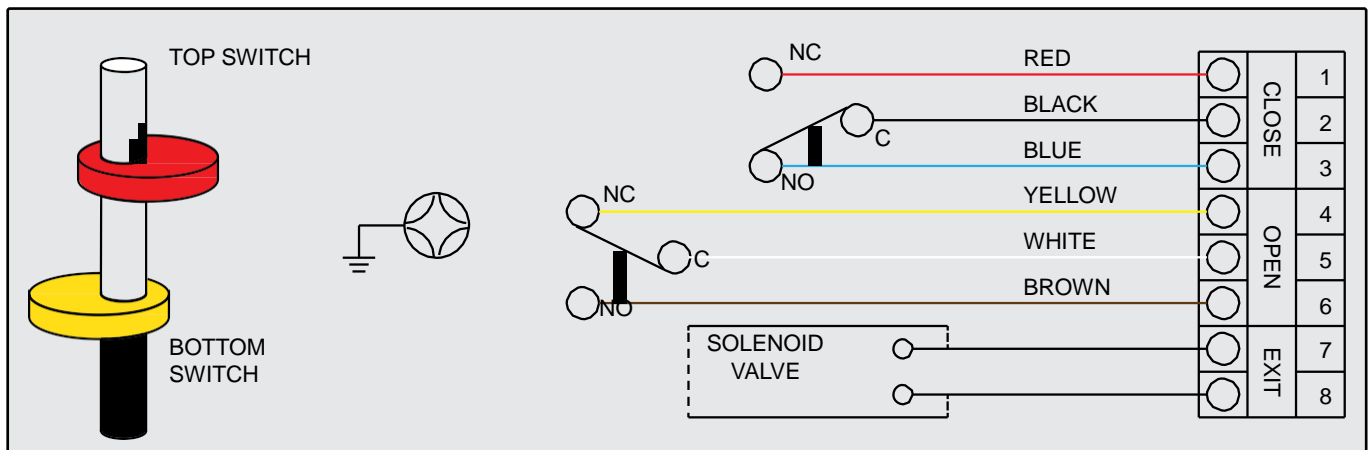 TOP SWITCH
BOTTOM
SWITCH
NC
RED
BLACK
C
BLUE
NO
NC
YELLOW
WHITE
C
BROWN
NO
SOLENOID
VALVE
CLOSE
OPEN
EXIT
1
2
3
4
5
6
7
8